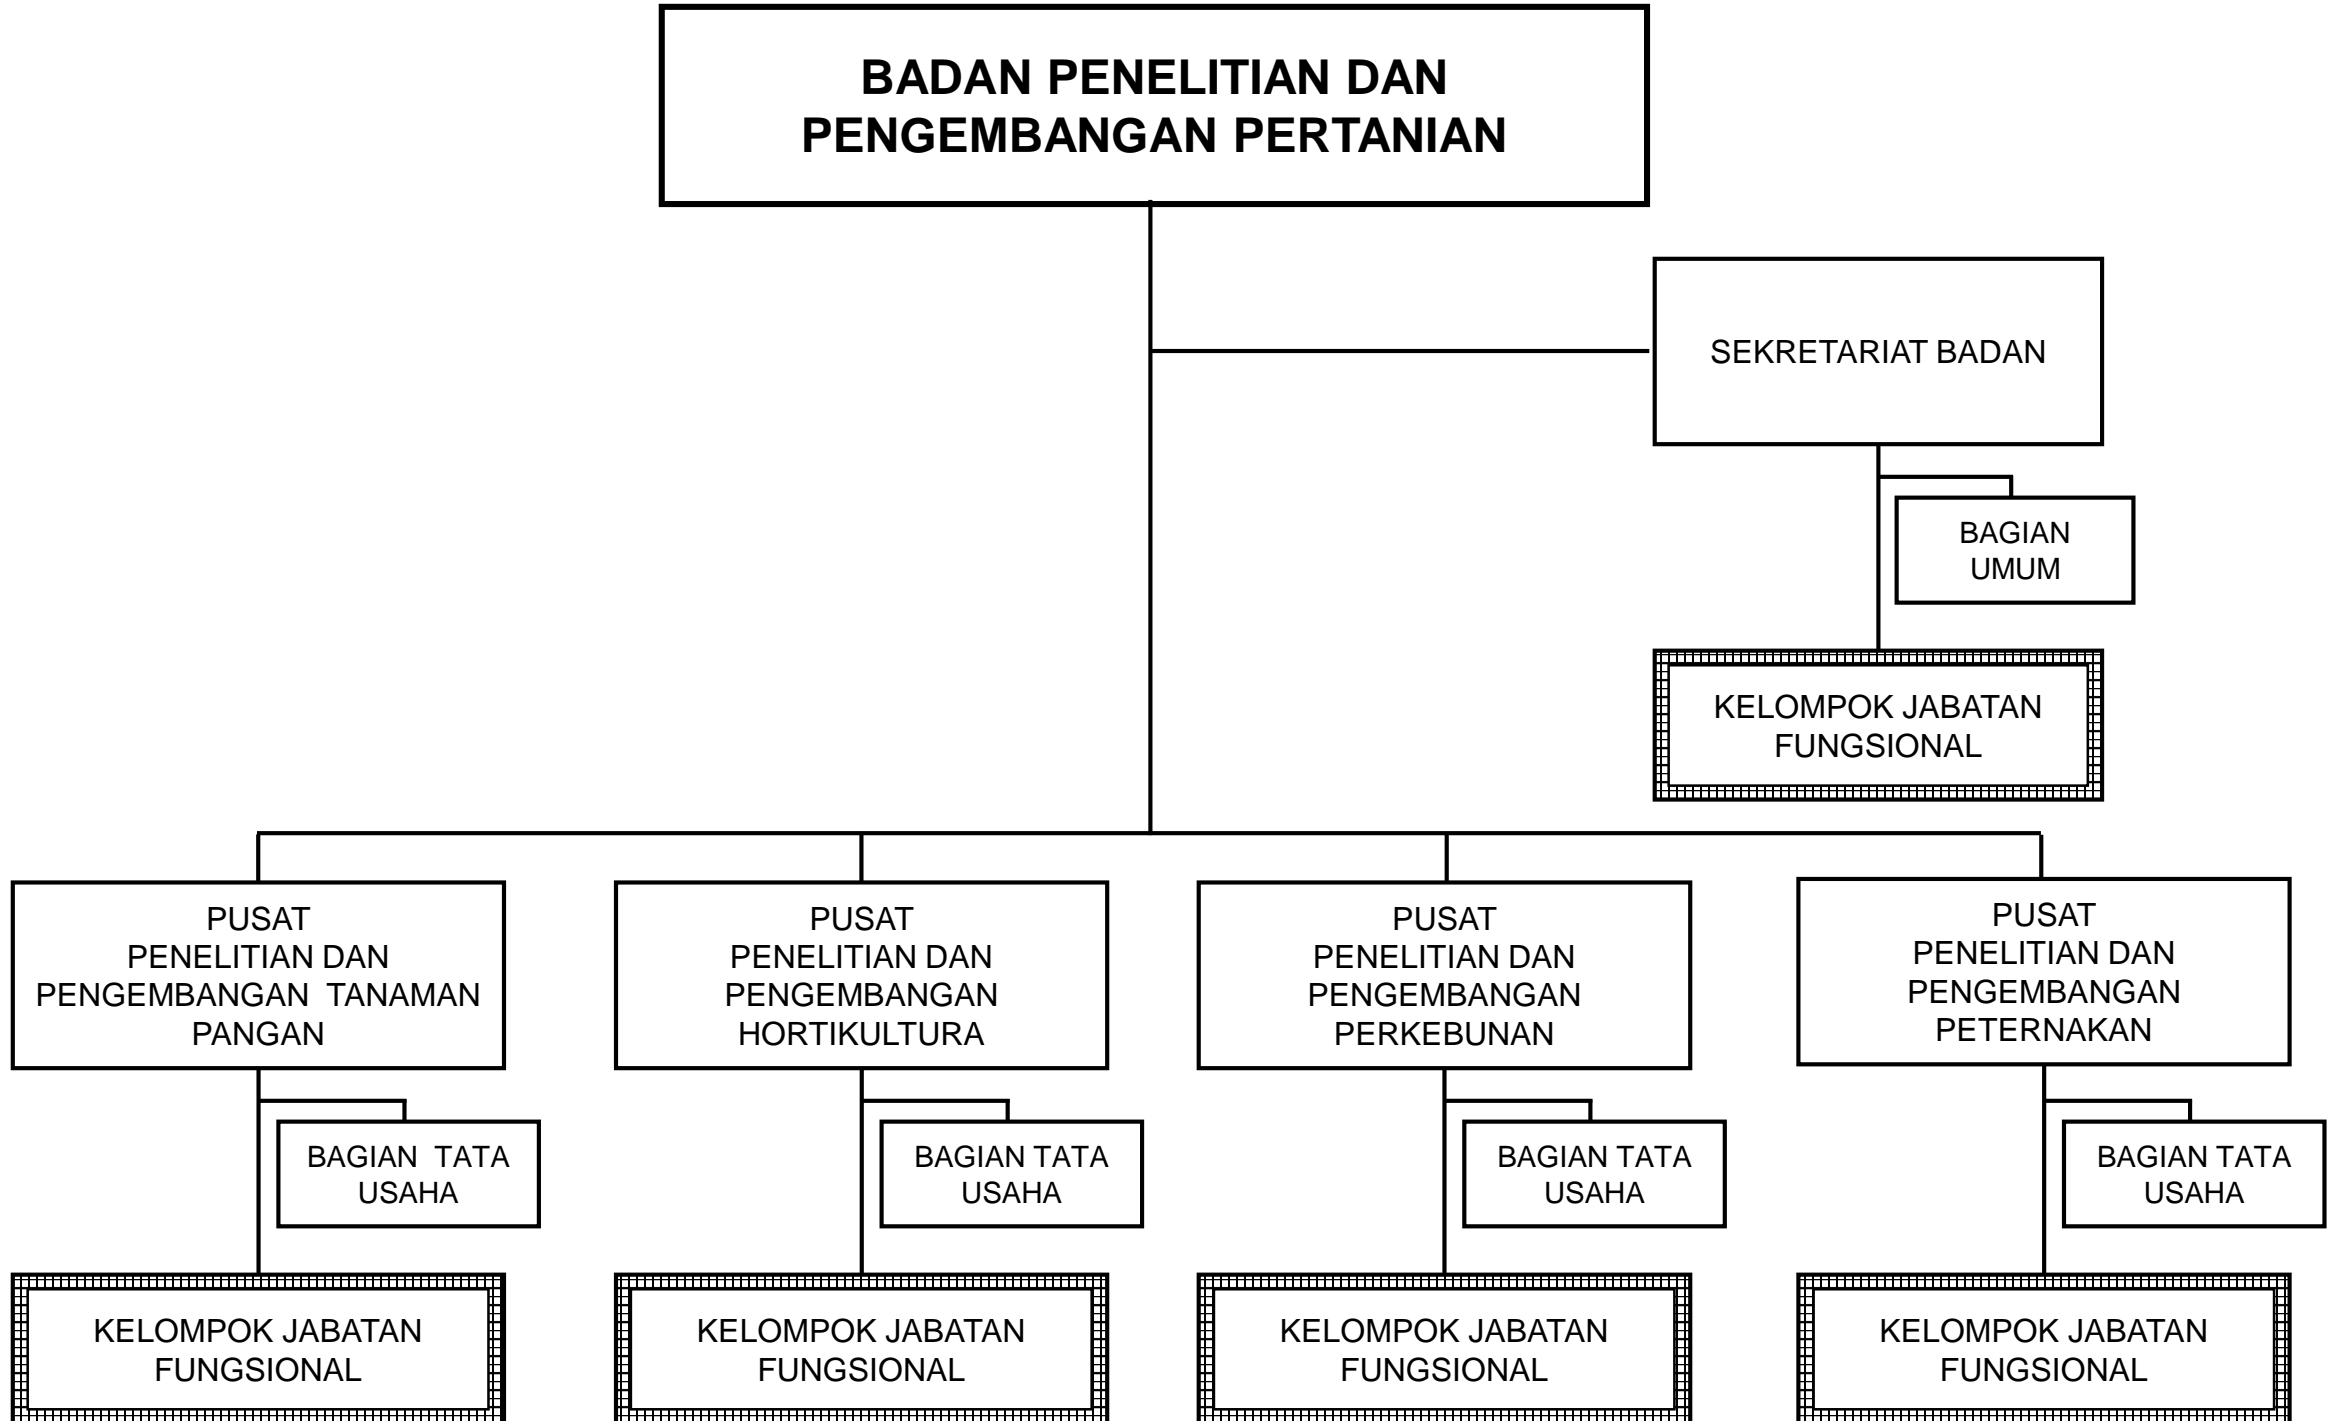 BADAN PENELITIAN DAN
PENGEMBANGAN PERTANIAN
SEKRETARIAT BADAN
BAGIAN
UMUM
KELOMPOK JABATAN
FUNGSIONAL
PUSAT
PENELITIAN DAN
PENGEMBANGAN TANAMAN
PANGAN
PUSAT
PENELITIAN DAN
PENGEMBANGAN
HORTIKULTURA
PUSAT
PENELITIAN DAN
PENGEMBANGAN
PERKEBUNAN
PUSAT
PENELITIAN DAN
PENGEMBANGAN
PETERNAKAN
BAGIAN TATA
USAHA
BAGIAN TATA
USAHA
BAGIAN TATA
USAHA
BAGIAN TATA
USAHA
KELOMPOK JABATAN
FUNGSIONAL
KELOMPOK JABATAN
FUNGSIONAL
KELOMPOK JABATAN
FUNGSIONAL
KELOMPOK JABATAN
FUNGSIONAL